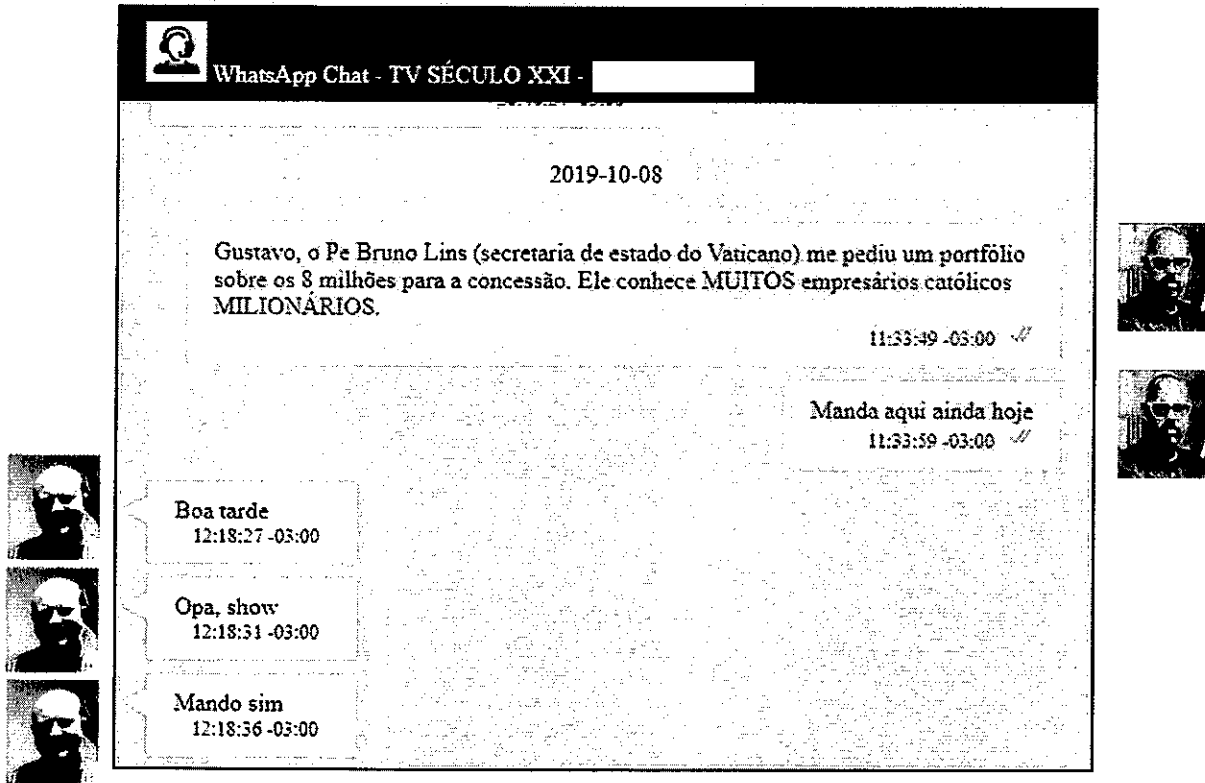 WhatsApp Chat - TV SÉCULO XXI -
2019-10-08
Gustavo, o Pe Bruno Lins (secretaria de estado do Vaticano) me pediu um portfólio
sobre os 8 milhões para a concessão. Ele conhece MUITOS empresários católicos
MILIONÁRIOS.
11:33:49 -03:00
Manda aqui ainda hoje
11:33:59 -03:00
Boa tarde
12:18:27 -03:00
Opa, show
12:18:31 -03:00
Mando sim
12:18:36 -03:00